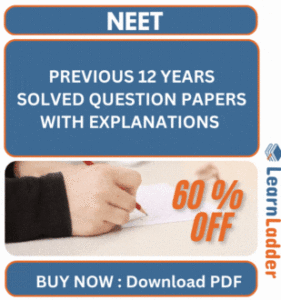 NEET
PREVIOUS 12 YEARS
SOLVED QUESTION PAPERS
WITH EXPLANATIONS
60 %
OFF
BUY NOW : Download PDF
LearnLadder